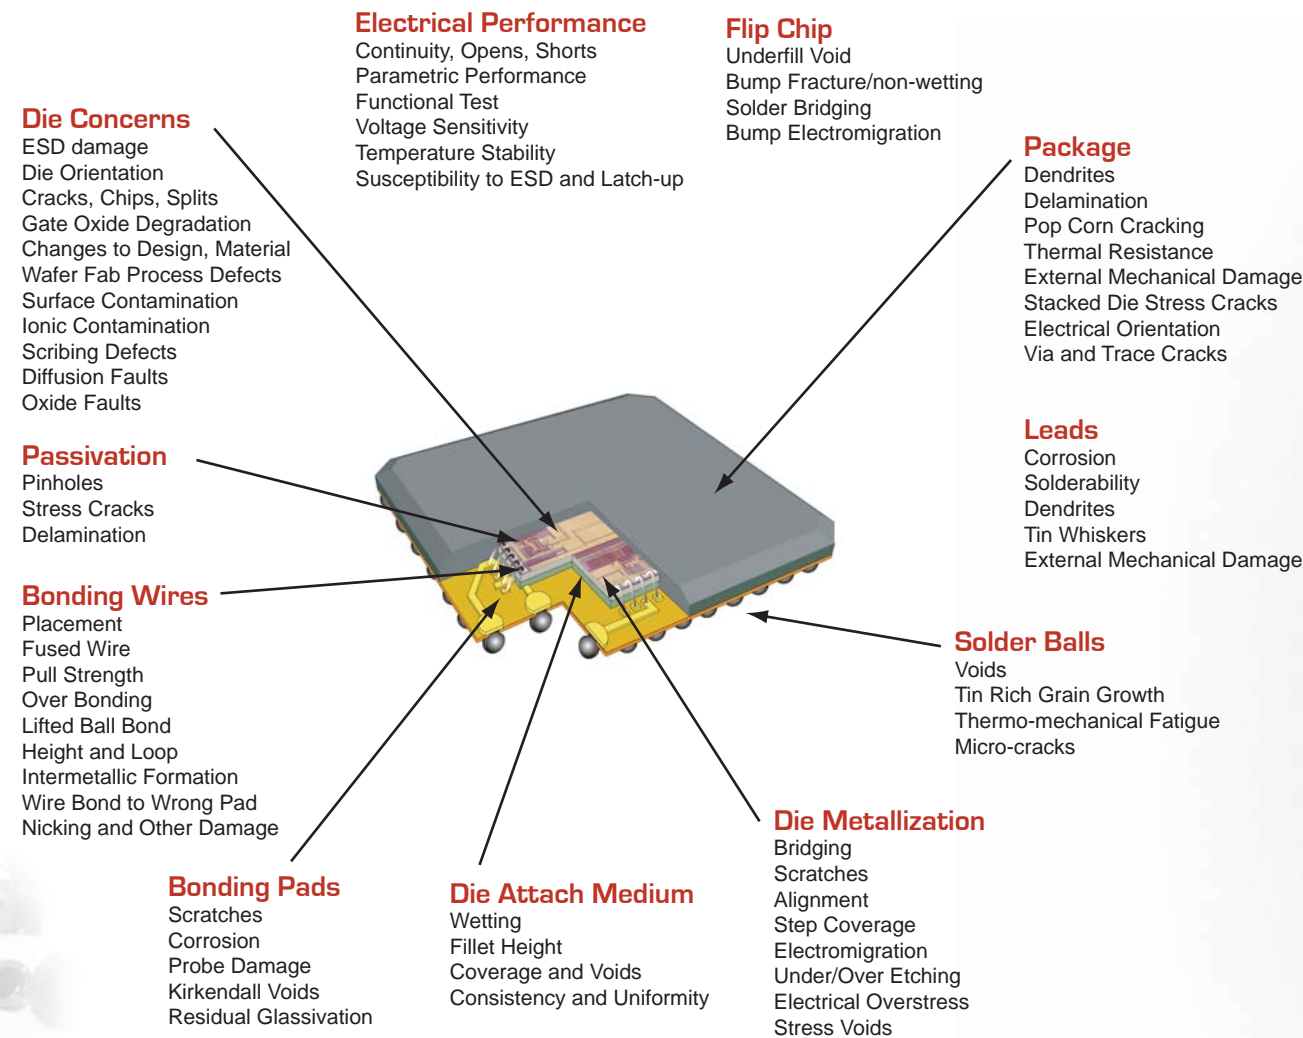 Electrical Performance
Continuity, Opens, Shorts
Parametric Performance
Functional Test
Voltage Sensitivity
Temperature Stability
Susceptibility to ESD and Latch-up
Flip Chip
Underfill Void
Bump Fracture/non-wetting
Solder Bridging
Bump Electromigration
Die Concerns
ESD damage
Die Orientation
Cracks, Chips, Splits
Gate Oxide Degradation
Changes to Design, Material
Wafer Fab Process Defects
Surface Contamination
Ionic Contamination
Scribing Defects
Diffusion Faults
Oxide Faults
Package
Dendrites
Delamination
Pop Corn Cracking
Thermal Resistance
External Mechanical Damage
Stacked Die Stress Cracks
Electrical Orientation
Via and Trace Cracks
Passivation
Pinholes
Stress Cracks
Delamination
Leads
Corrosion
Solderability
Dendrites
Tin Whiskers
External Mechanical Damage
Bonding Wires
Placement
Fused Wire
Pull Strength
Over Bonding
Lifted Ball Bond
Height and Loop
Intermetallic Formation
Wire Bond to Wrong Pad
Nicking and Other Damage
Solder Balls
Voids
Tin Rich Grain Growth
Thermo-mechanical Fatigue
Micro-cracks
Bonding Pads
Scratches
Corrosion
Probe Damage
Kirkendall Voids
Residual Glassivation
Die Attach Medium
Wetting
Fillet Height
Coverage and Voids
Consistency and Uniformity
Die Metallization
Bridging
Scratches
Alignment
Step Coverage
Electromigration
Under/Over Etching
Electrical Overstress
Stress Voids